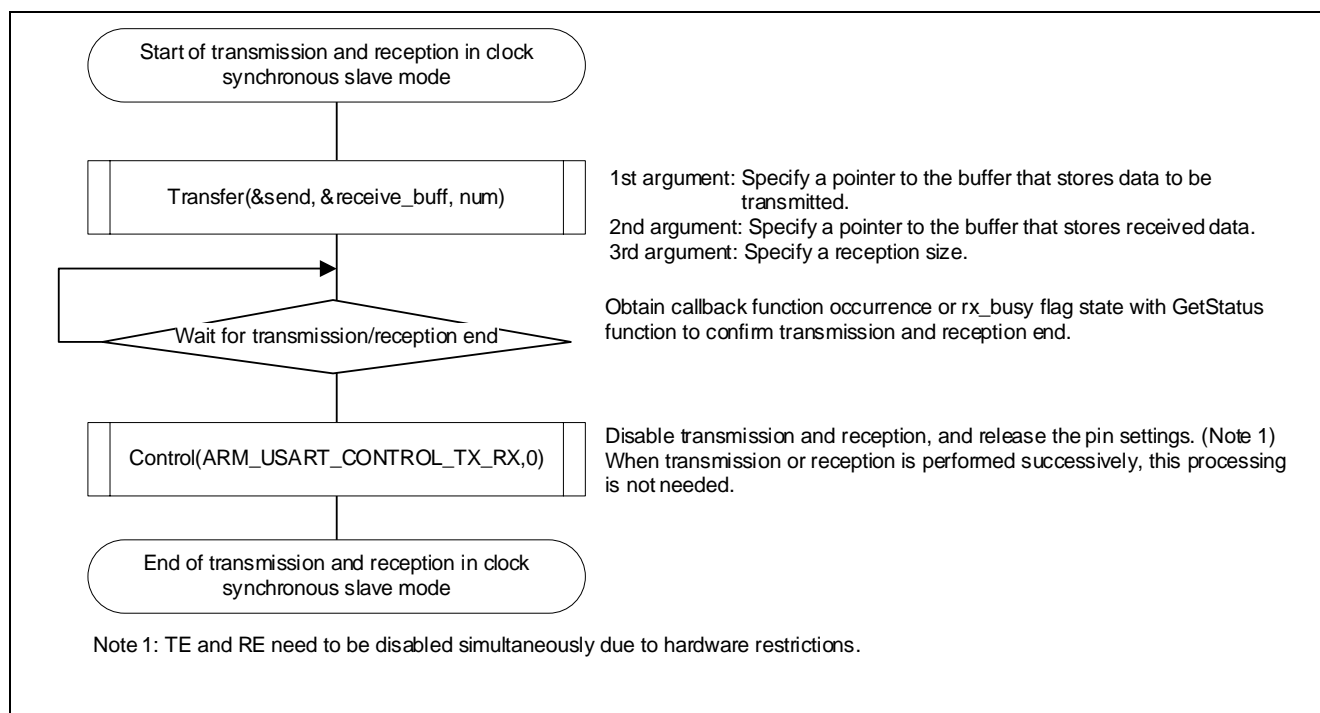 Start of transmission and reception in clock
synchronous slave mode
Transfer(&send, &receive_buff, num)
1st argument: Specify a pointer to the buffer that stores data to be
transmitted.
2nd argument: Specify a pointer to the buffer that stores received data.
3rd argument: Specify a reception size.
Wait for transmission/reception end
Obtain callback function occurrence or rx_busy flag state with GetStatus
function to confirm transmission and reception end.
Control(ARM_USART_CONTROL_TX_RX,0)
Disable transmission and reception, and release the pin settings. (Note 1)
When transmission or reception is performed successively, this processing
is not needed.
End of transmission and reception in clock
synchronous slave mode
Note 1: TE and RE need to be disabled simultaneously due to hardware restrictions.